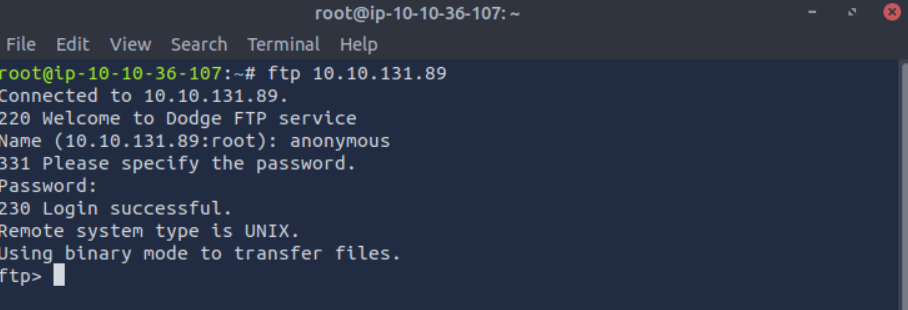 root@ip-10-10-36-107: ~
File Edit View Search Terminal Help
root@ip-10-10-36-107:~# ftp 10.10.131.89
Connected to 10.10.131.89.
220 Welcome to Dodge FTP service
Name (10.10.131.89:root): anonymous
331 Please specify the password.
Password:
230 Login successful.
Remote system type is UNIX.
Using binary mode to transfer files.
ftp>